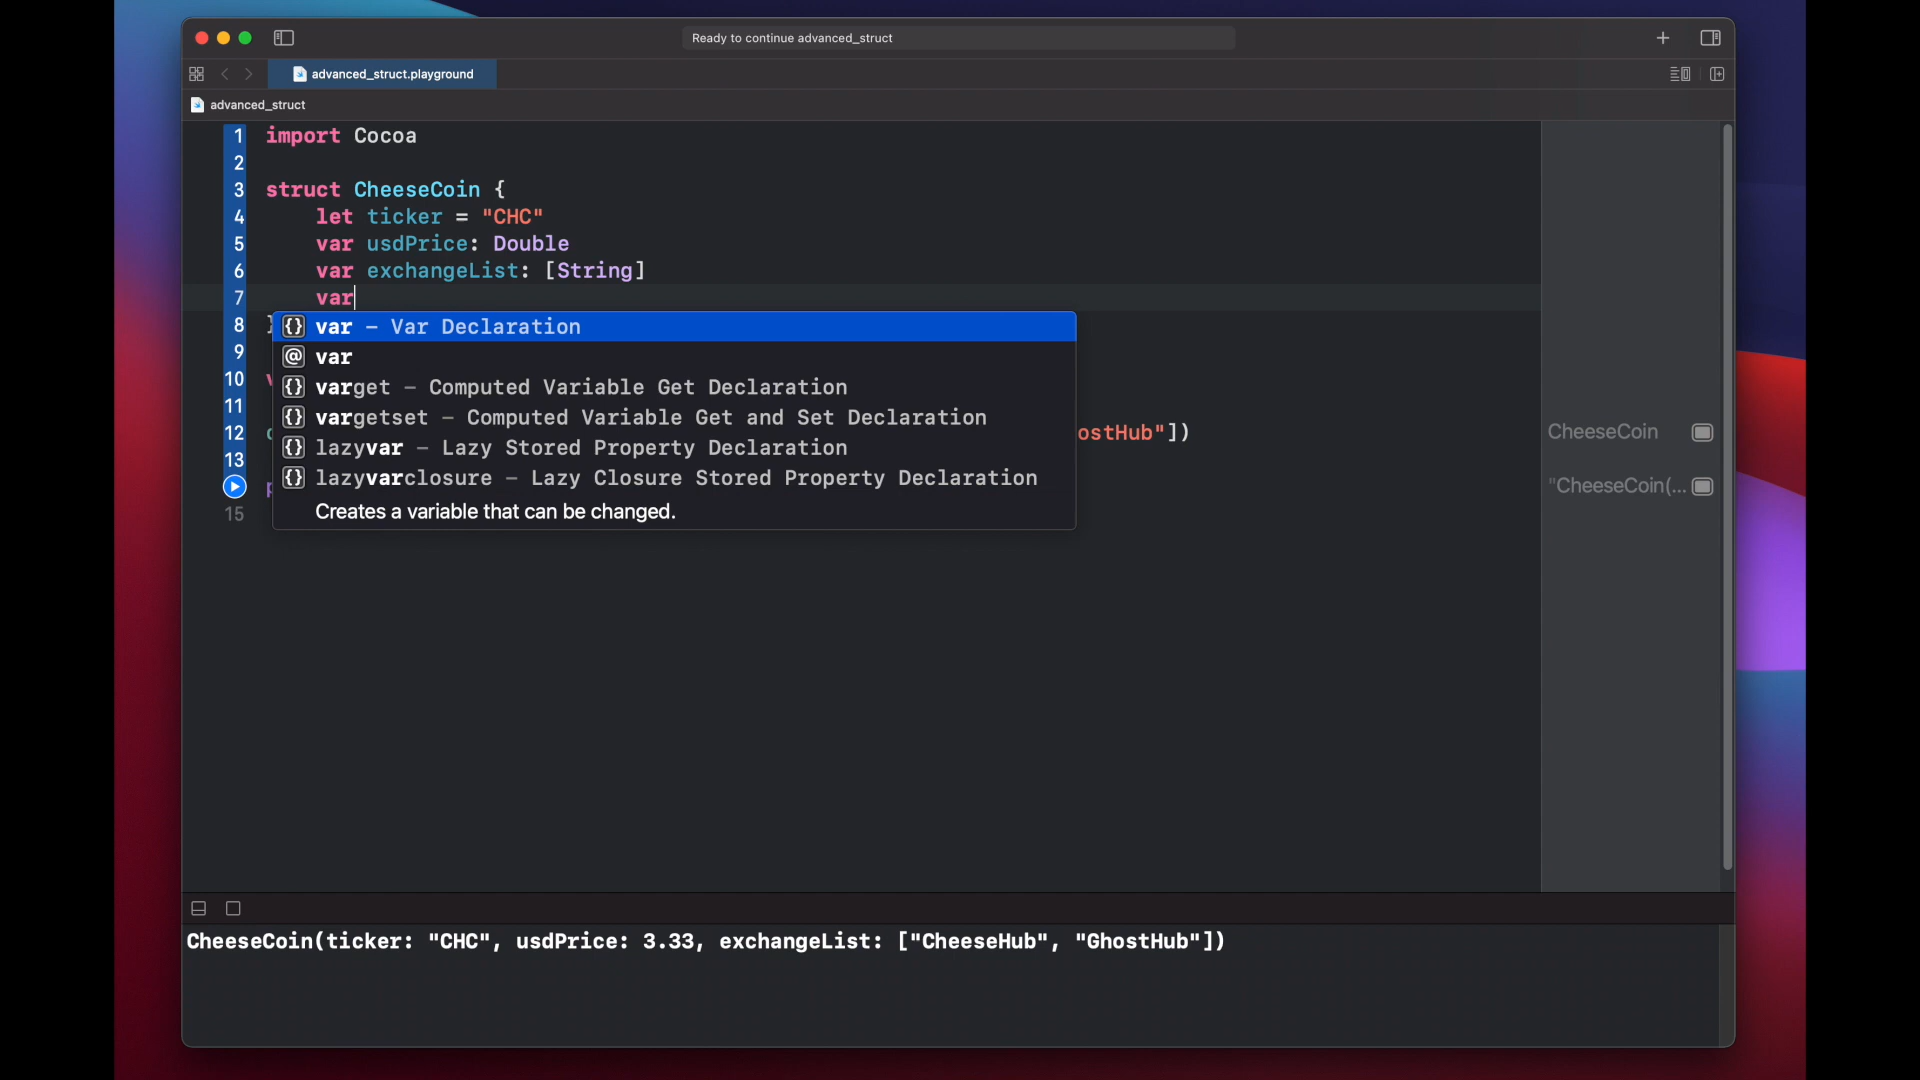 Ready to continue advanced_struct
advanced_struct.playground
advanced_struct
1 import Cocoa
2
3 struct CheeseCoin {
4 let ticker = "CHC"
5 var usdPrice: Double
6 var exchangeList: [String]
7 var
8 }
{} var – Var Declaration
9
@ var
10 v
{} varget – Computed Variable Get Declaration
11
{} vargetset – Computed Variable Get and Set Declaration
12 ostHub"])
CheeseCoin
{} lazyvar – Lazy Stored Property Declaration
13
{} lazyvarclosure – Lazy Closure Stored Property Declaration
p
"CheeseCoin(...
15
Creates a variable that can be changed.
CheeseCoin(ticker: "CHC", usdPrice: 3.33, exchangeList: ["CheeseHub", "GhostHub"])